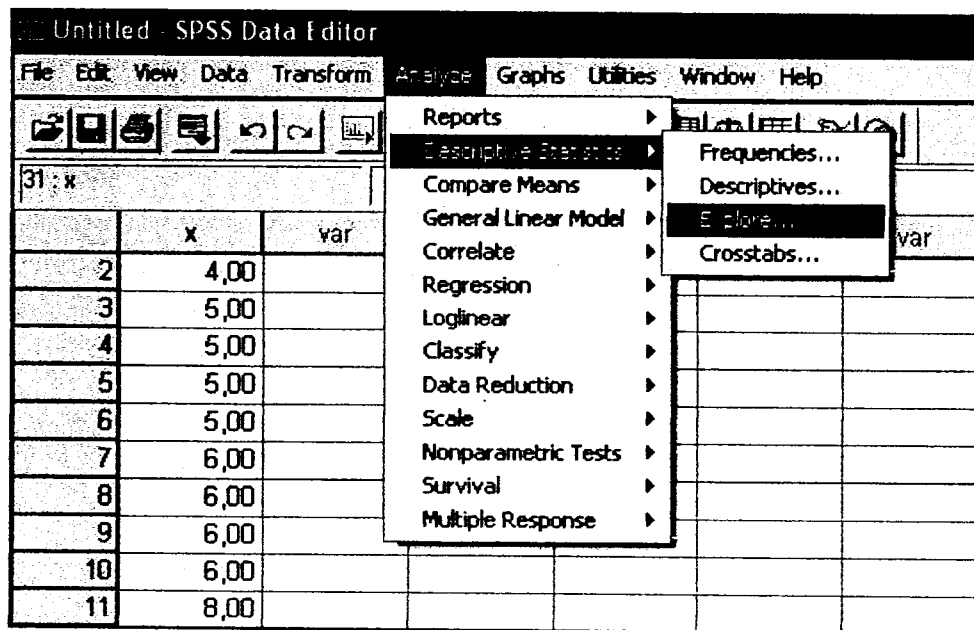 Untitled - SPSS Data Editor
File Edit View Data Transform Analyze Graphs Utilities Window Help
31 : x
x var var
Reports
Descriptive Statistics
Compare Means
General Linear Model
Correlate
Regression
Loglinear
Classify
Data Reduction
Scale
Nonparametric Tests
Survival
Multiple Response
Frequencies...
Descriptives...
Explore...
Crosstabs...
2 4,00
3 5,00
4 5,00
5 5,00
6 5,00
7 6,00
8 6,00
9 6,00
10 6,00
11 8,00